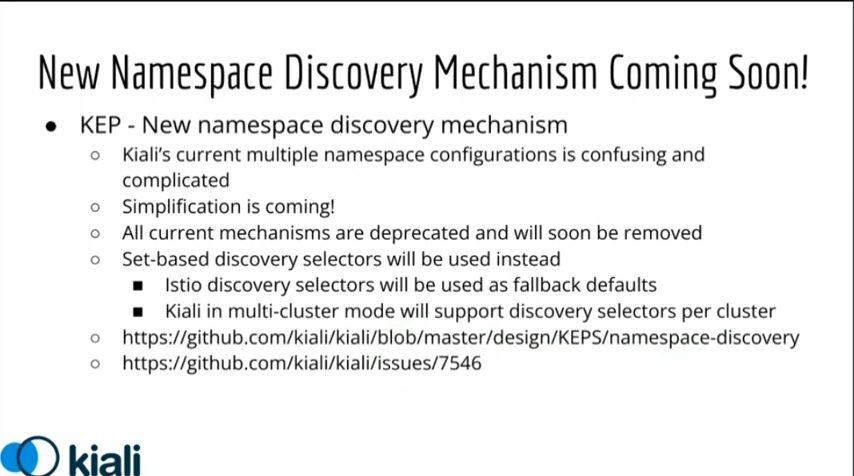 New Namespace Discovery Mechanism Coming Soon!
● KEP - New namespace discovery mechanism
○ Kiali's current multiple namespace configurations is confusing and
complicated
○ Simplification is coming!
○ All current mechanisms are deprecated and will soon be removed
○ Set-based discovery selectors will be used instead
■ Istio discovery selectors will be used as fallback defaults
■ Kiali in multi-cluster mode will support discovery selectors per cluster
○ https://github.com/kiali/kiali/blob/master/design/KEPS/namespace-discovery
○ https://github.com/kiali/kiali/issues/7546
kiali